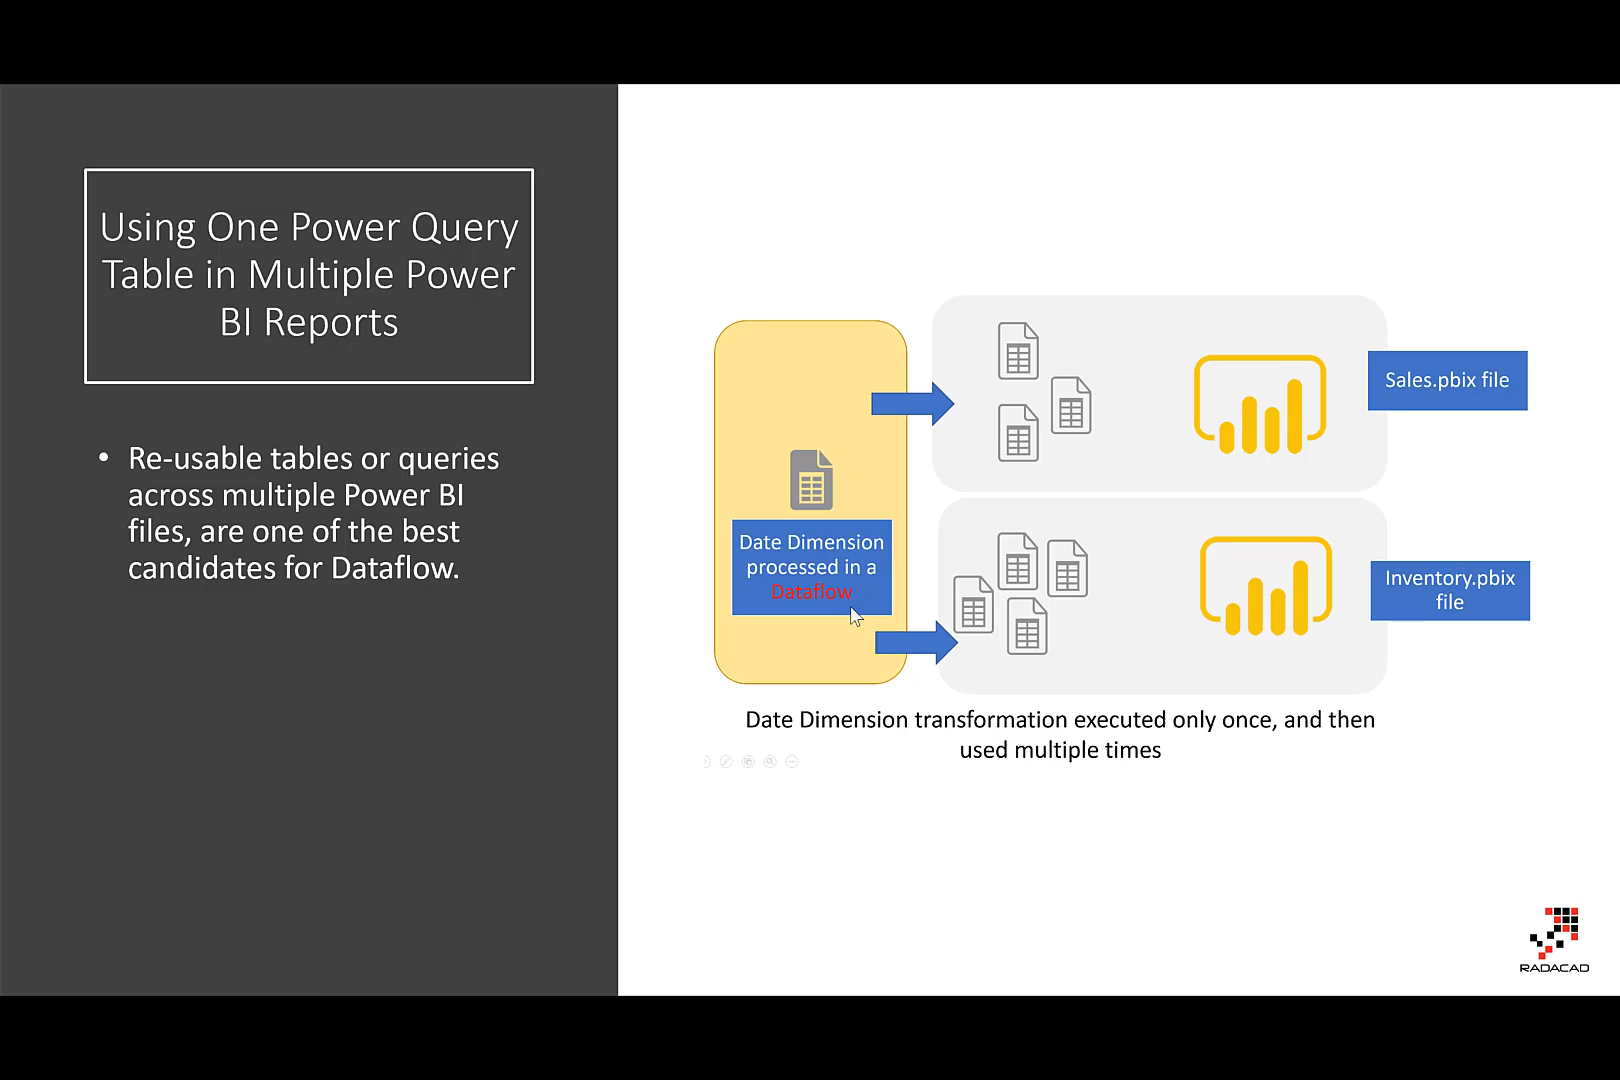 Using One Power Query
Table in Multiple Power
BI Reports
• Re-usable tables or queries
across multiple Power BI
files, are one of the best
candidates for Dataflow.
Date Dimension
processed in a
Dataflow
Sales.pbix file
Inventory.pbix
file
Date Dimension transformation executed only once, and then
used multiple times
RADACAD